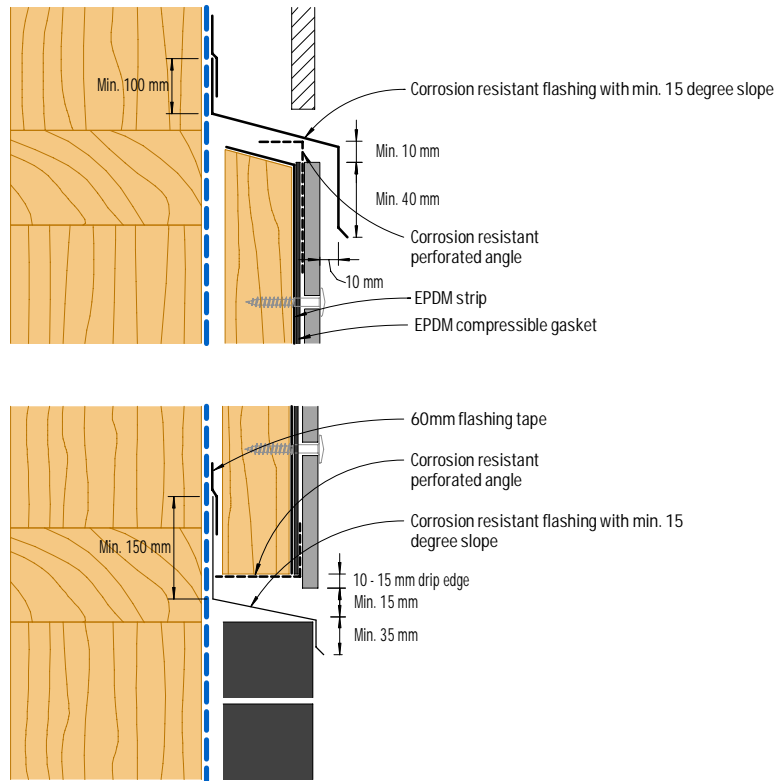 Min. 100 mm
Corrosion resistant flashing with min. 15 degree slope
Min. 10 mm
Min. 40 mm
Corrosion resistant
perforated angle
10 mm
EPDM strip
EPDM compressible gasket
60mm flashing tape
Corrosion resistant
perforated angle
Corrosion resistant flashing with min. 15
degree slope
Min. 150 mm
10 - 15 mm drip edge
Min. 15 mm
Min. 35 mm